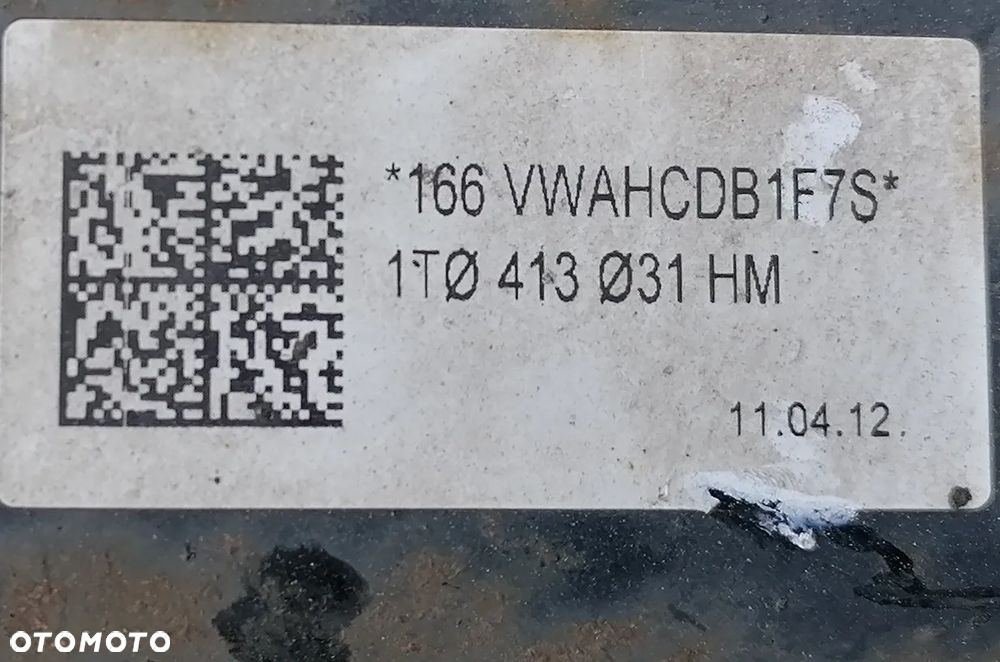 *166 VWAHCDB1F7S*
1TØ 413 Ø31 HM
11.04.12.
OTOMOTO